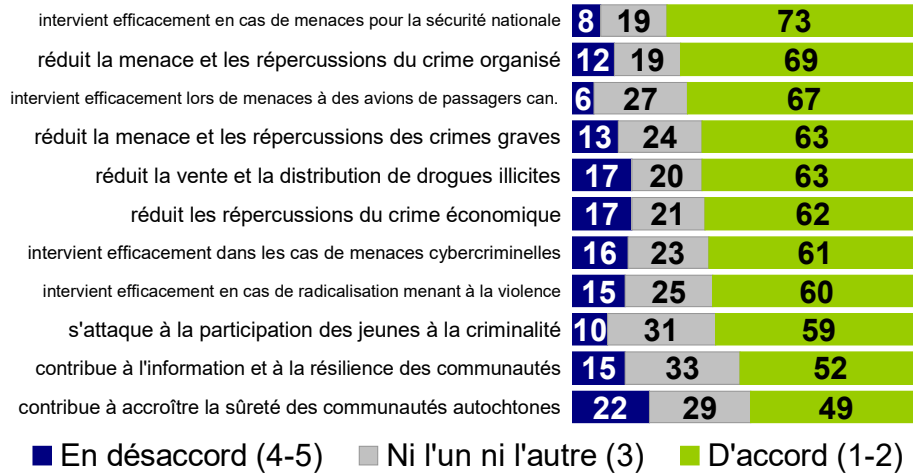 intervient efficacement en cas de menaces pour la sécurité nationale 8 19 73
réduit la menace et les répercussions du crime organisé 12 19 69
intervient efficacement lors de menaces à des avions de passagers can. 6 27 67
réduit la menace et les répercussions des crimes graves 13 24 63
réduit la vente et la distribution de drogues illicites 17 20 63
réduit les répercussions du crime économique 17 21 62
intervient efficacement dans les cas de menaces cybercriminelles 16 23 61
intervient efficacement en cas de radicalisation menant à la violence 15 25 60
s'attaque à la participation des jeunes à la criminalité 10 31 59
contribue à l'information et à la résilience des communautés 15 33 52
contribue à accroître la sûreté des communautés autochtones 22 29 49
En désaccord (4-5) Ni l'un ni l'autre (3) D'accord (1-2)